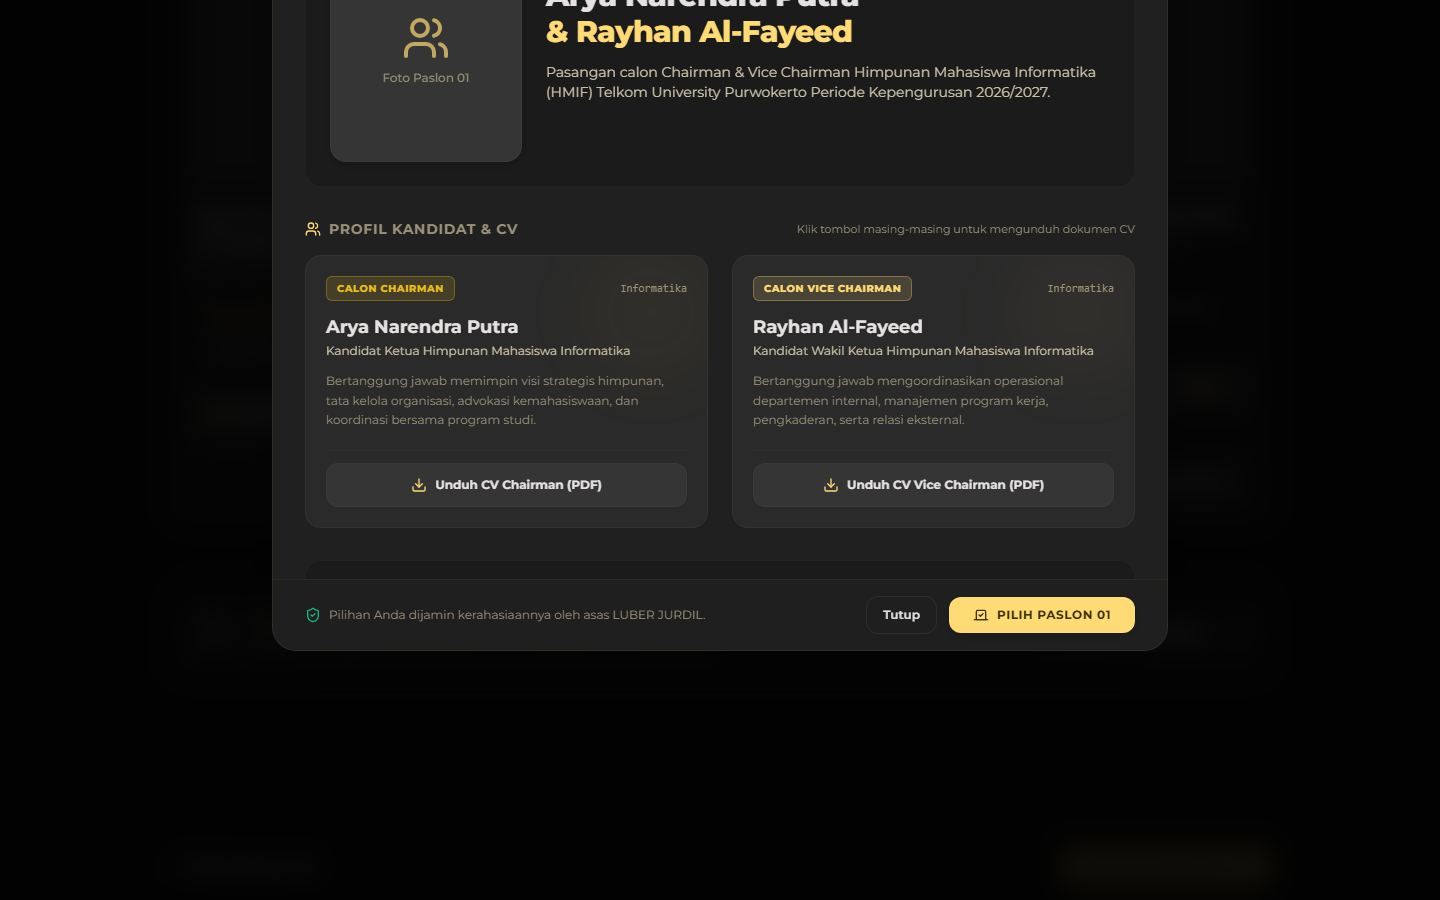 Arya Narendra Putra
& Rayhan Al-Fayeed
Foto Paslon 01
Pasangan calon Chairman & Vice Chairman Himpunan Mahasiswa Informatika
(HMIF) Telkom University Purwokerto Periode Kepengurusan 2026/2027.
PROFIL KANDIDAT & CV
Klik tombol masing-masing untuk mengunduh dokumen CV
CALON CHAIRMAN
Informatika
Arya Narendra Putra
Kandidat Ketua Himpunan Mahasiswa Informatika
Bertanggung jawab memimpin visi strategis himpunan,
tata kelola organisasi, advokasi kemahasiswaan, dan
koordinasi bersama program studi.
Unduh CV Chairman (PDF)
CALON VICE CHAIRMAN
Informatika
Rayhan Al-Fayeed
Kandidat Wakil Ketua Himpunan Mahasiswa Informatika
Bertanggung jawab mengoordinasikan operasional
departemen internal, manajemen program kerja,
pengkaderan, serta relasi eksternal.
Unduh CV Vice Chairman (PDF)
Pilihan Anda dijamin kerahasiaannya oleh asas LUBER JURDIL.
Tutup
PILIH PASLON 01